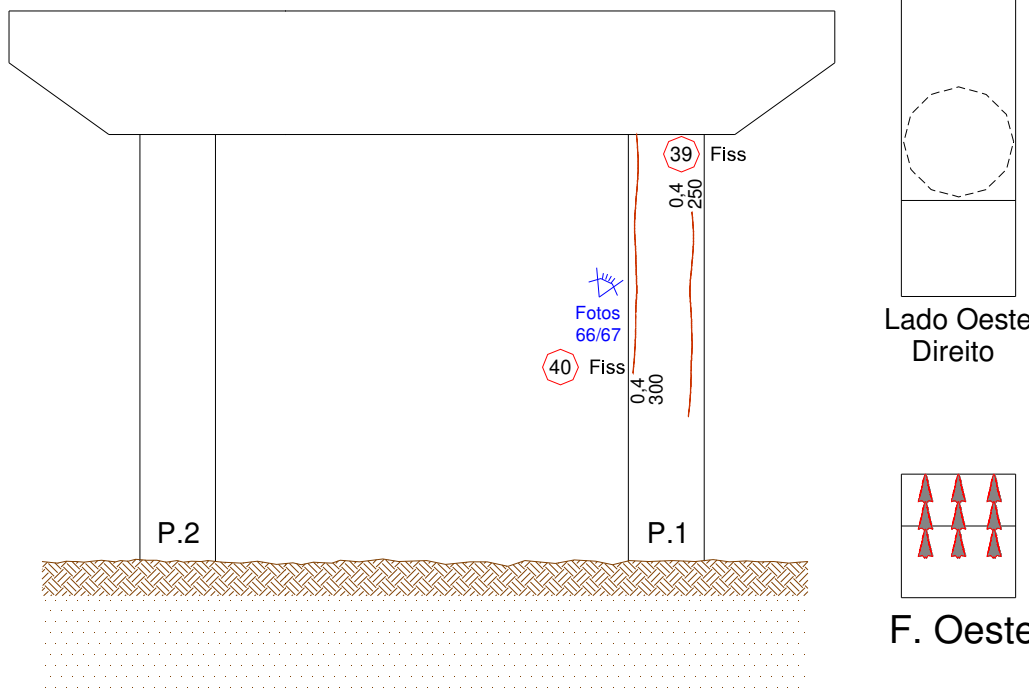 39 Fiss
0,4
250
Fotos
66/67
40 Fiss
0,4
300
P.2
P.1
Lado Oeste
Direito
F. Oeste